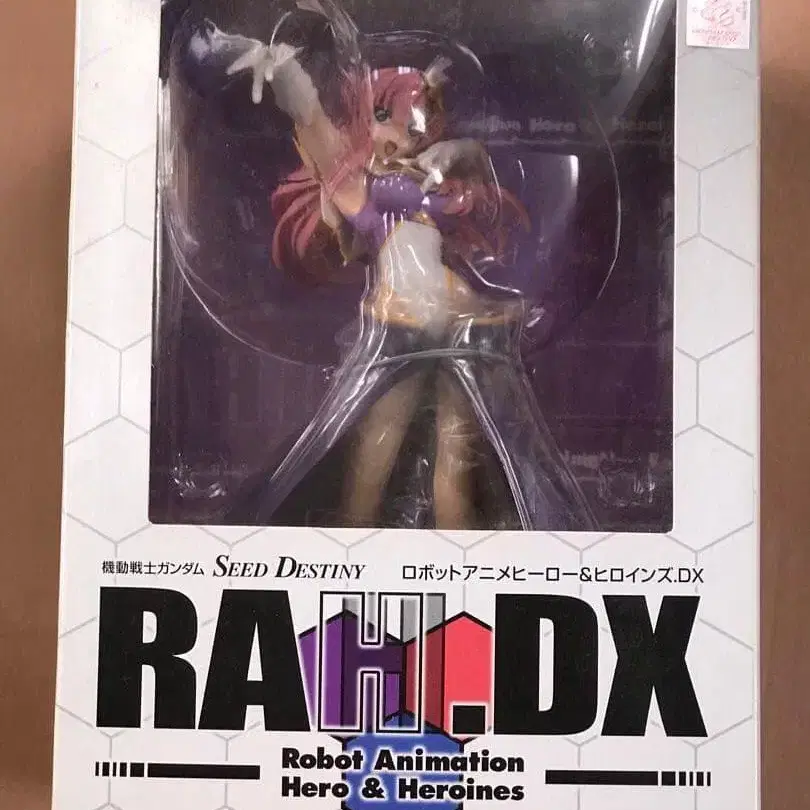 機動戦士ガンダム SEED DESTINY ロボットアニメヒーロー&ヒロインズ.DX
RAH.DX
Robot Animation
Hero & Heroines